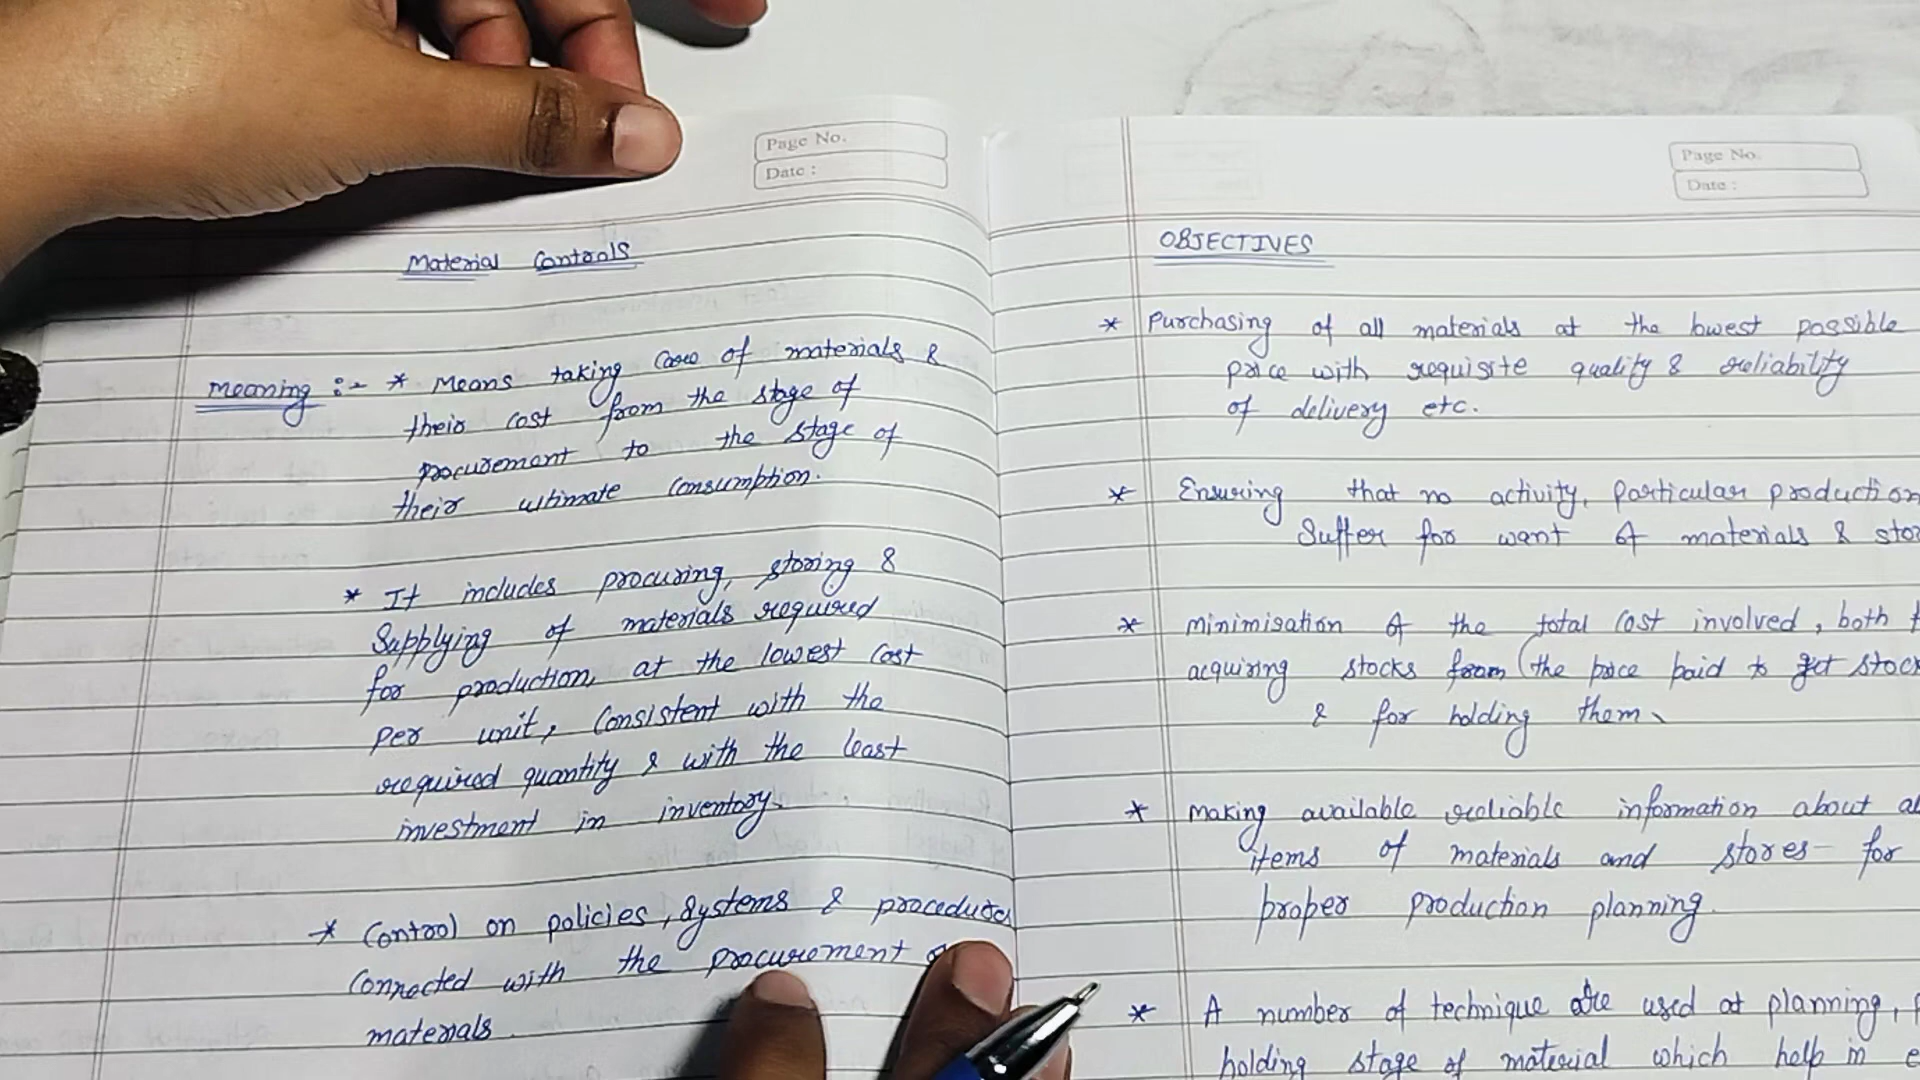 Page No.
Date :
Material Controls
Meaning :- * Means taking care of materials &
their cost from the stage of
procurement to the stage of
their ultimate consumption.
* It includes procuring, storing &
Supplying of materials required
for production, at the lowest cost
per unit, consistent with the
required quantity & with the least
investment in inventory.
* Control on policies, Systems & procedures
Connected with the procurement
materials.
Page No.
Date :
OBJECTIVES
* Purchasing of all materials at the lowest possible
price with requisite quality & reliability
of delivery etc.
* Ensuring that no activity, particular production
Suffer for want of materials &
* minimisation of the total cost involved, both
acquiring stocks from (the price paid to get
& for holding them.
* Making available reliable information about
items of materials and stores for
proper production planning.
* A number of technique are used at planning,
holding stage of material which help in